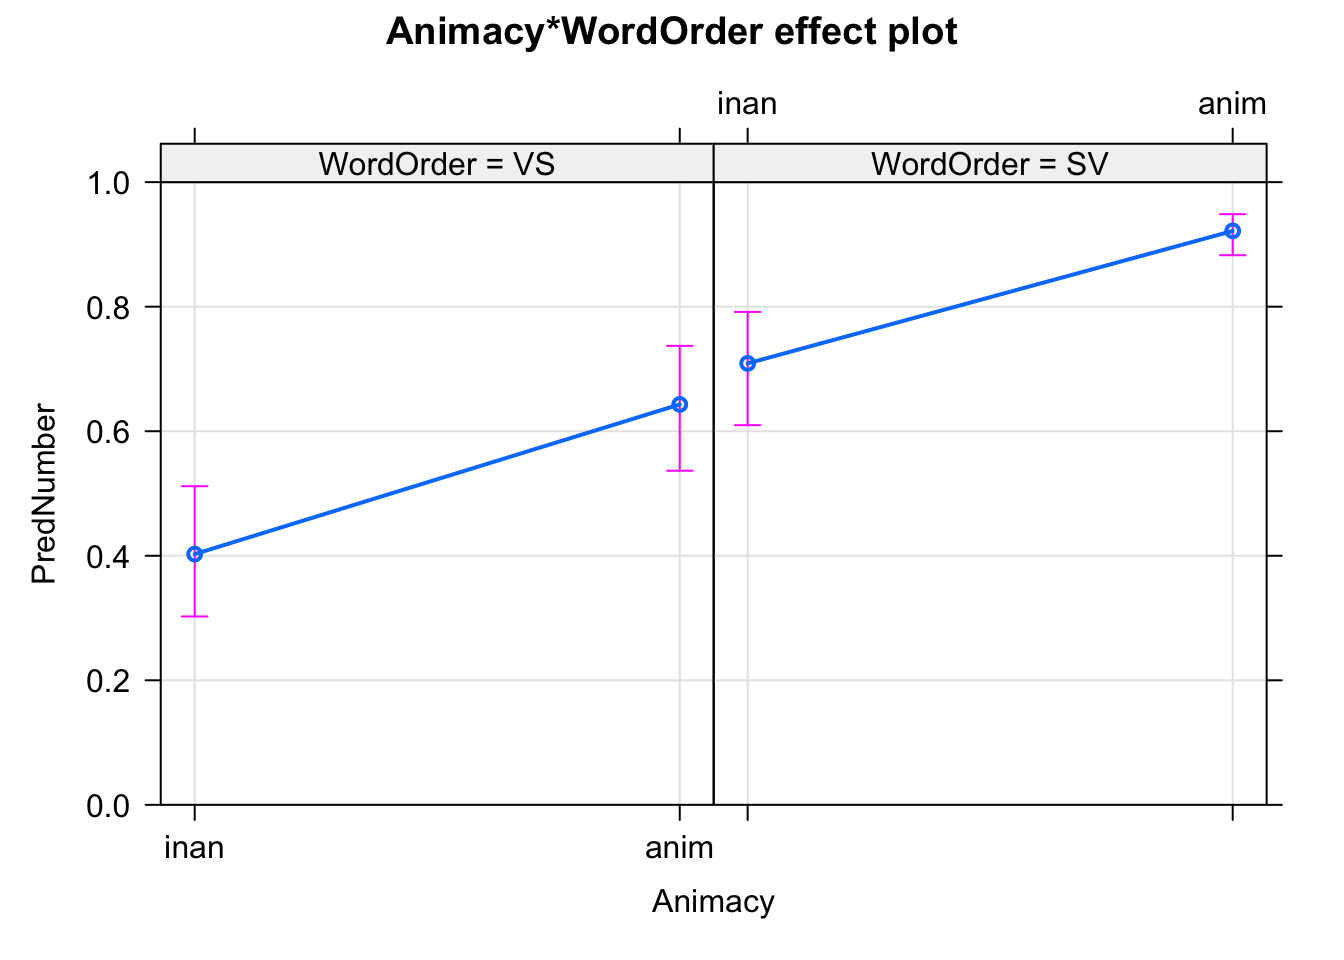 Animacy*WordOrder effect plot
inan anim
WordOrder = VS WordOrder = SV
1.0
0.8
0.6
0.4
0.2
0.0
PredNumber
inan anim
Animacy